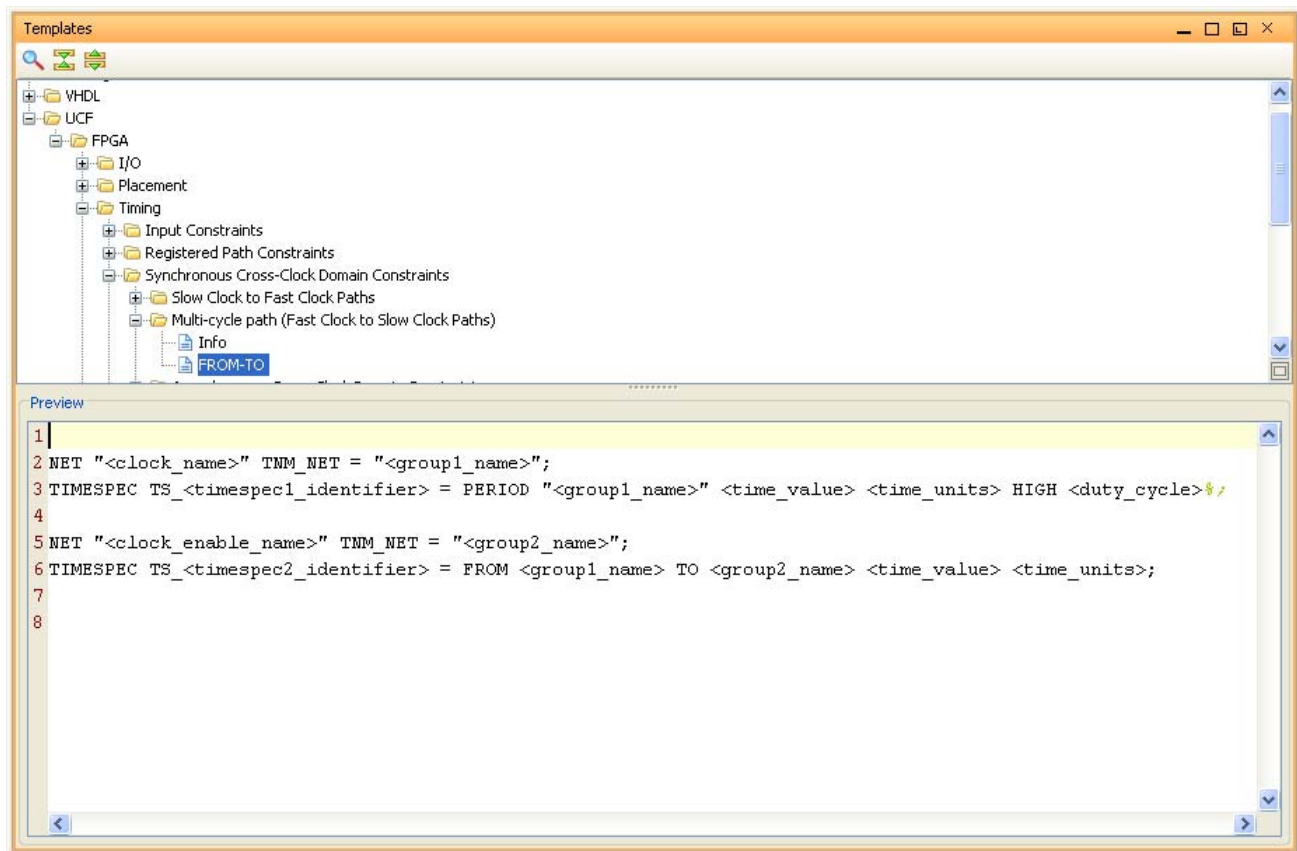 Templates
VHDL
UCF
FPGA
I/O
Placement
Timing
Input Constraints
Registered Path Constraints
Synchronous Cross-Clock Domain Constraints
Slow Clock to Fast Clock Paths
Multi-cycle path (Fast Clock to Slow Clock Paths)
Info
FROM-TO
Preview
1
2 NET "<clock_name>" TNM_NET = "<group1_name>";
3 TIMESPEC TS_<timespec1_identifier> = PERIOD "<group1_name>" <time_value> <time_units> HIGH <duty_cycle>%;
4
5 NET "<clock_enable_name>" TNM_NET = "<group2_name>";
6 TIMESPEC TS_<timespec2_identifier> = FROM <group1_name> TO <group2_name> <time_value> <time_units>;
7
8